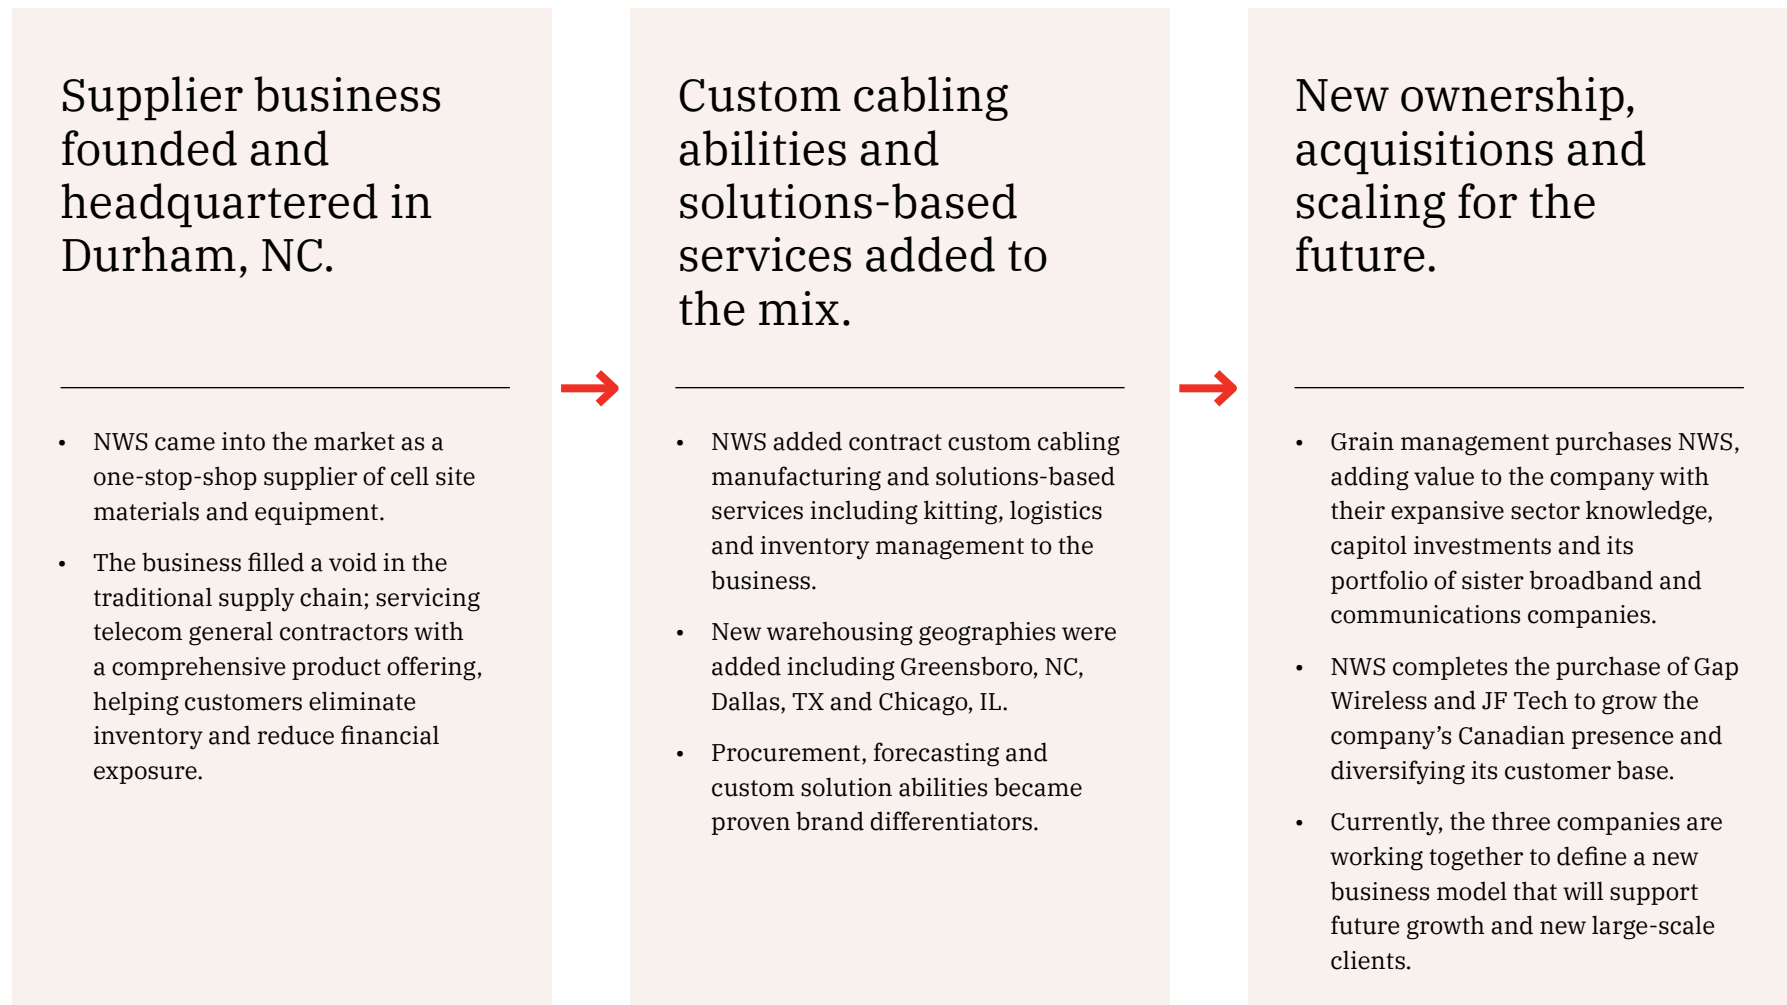 Supplier business
founded and
headquartered in
Durham, NC.
• NWS came into the market as a
one-stop-shop supplier of cell site
materials and equipment.
• The business filled a void in the
traditional supply chain; servicing
telecom general contractors with
a comprehensive product offering,
helping customers eliminate
inventory and reduce financial
exposure.
Custom cabling
abilities and
solutions-based
services added to
the mix.
• NWS added contract custom cabling
manufacturing and solutions-based
services including kitting, logistics
and inventory management to the
business.
• New warehousing geographies were
added including Greensboro, NC,
Dallas, TX and Chicago, IL.
• Procurement, forecasting and
custom solution abilities became
proven brand differentiators.
New ownership,
acquisitions and
scaling for the
future.
• Grain management purchases NWS,
adding value to the company with
their expansive sector knowledge,
capitol investments and its
portfolio of sister broadband and
communications companies.
• NWS completes the purchase of Gap
Wireless and JF Tech to grow the
company’s Canadian presence and
diversifying its customer base.
• Currently, the three companies are
working together to define a new
business model that will support
future growth and new large-scale
clients.